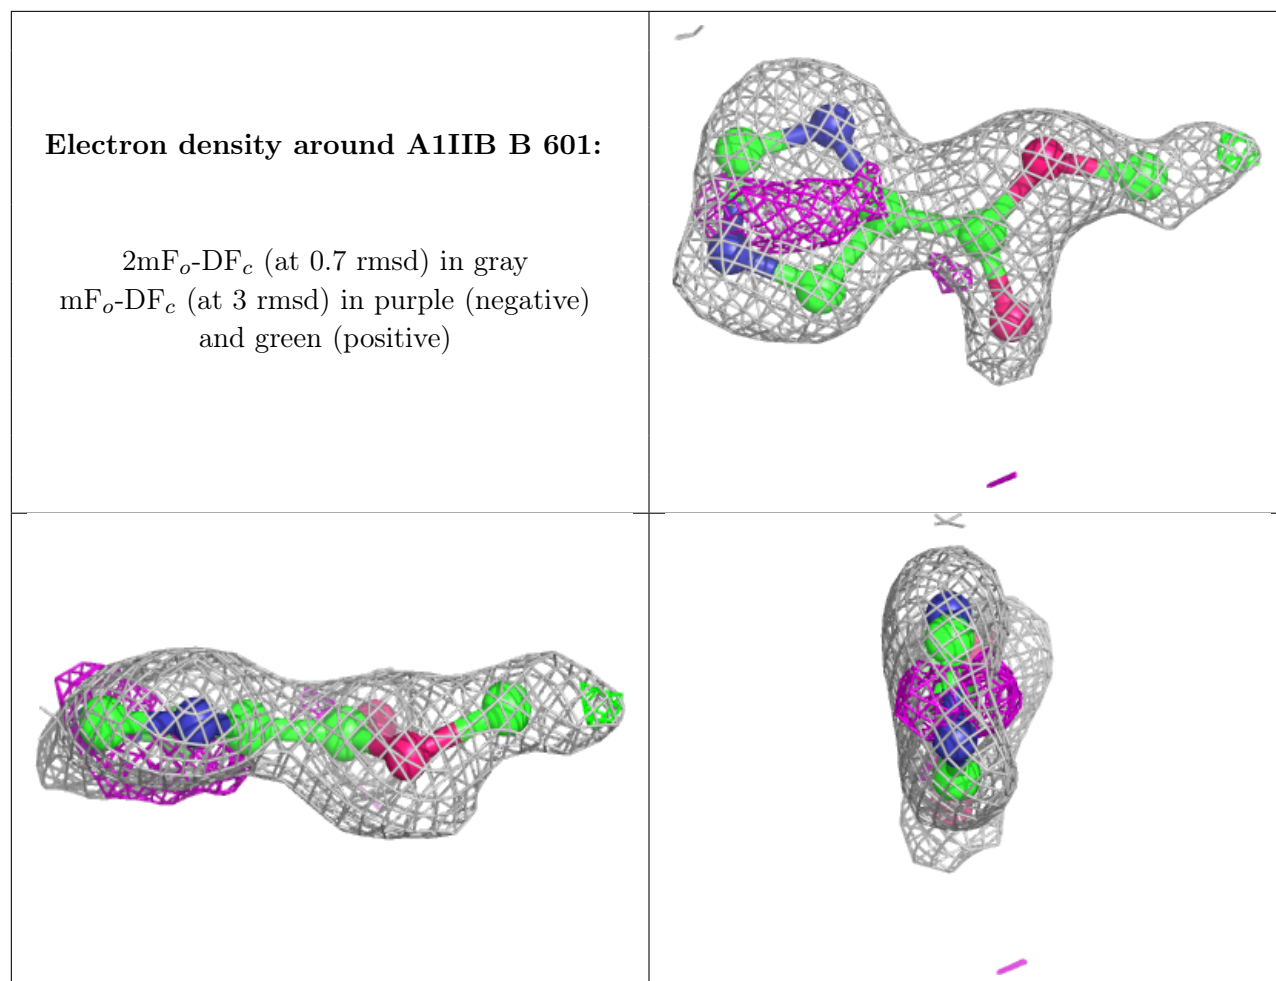 Electron density around A1IIB B 601:
2mFₒ-DF𝒸 (at 0.7 rmsd) in gray
mFₒ-DF𝒸 (at 3 rmsd) in purple (negative)
and green (positive)